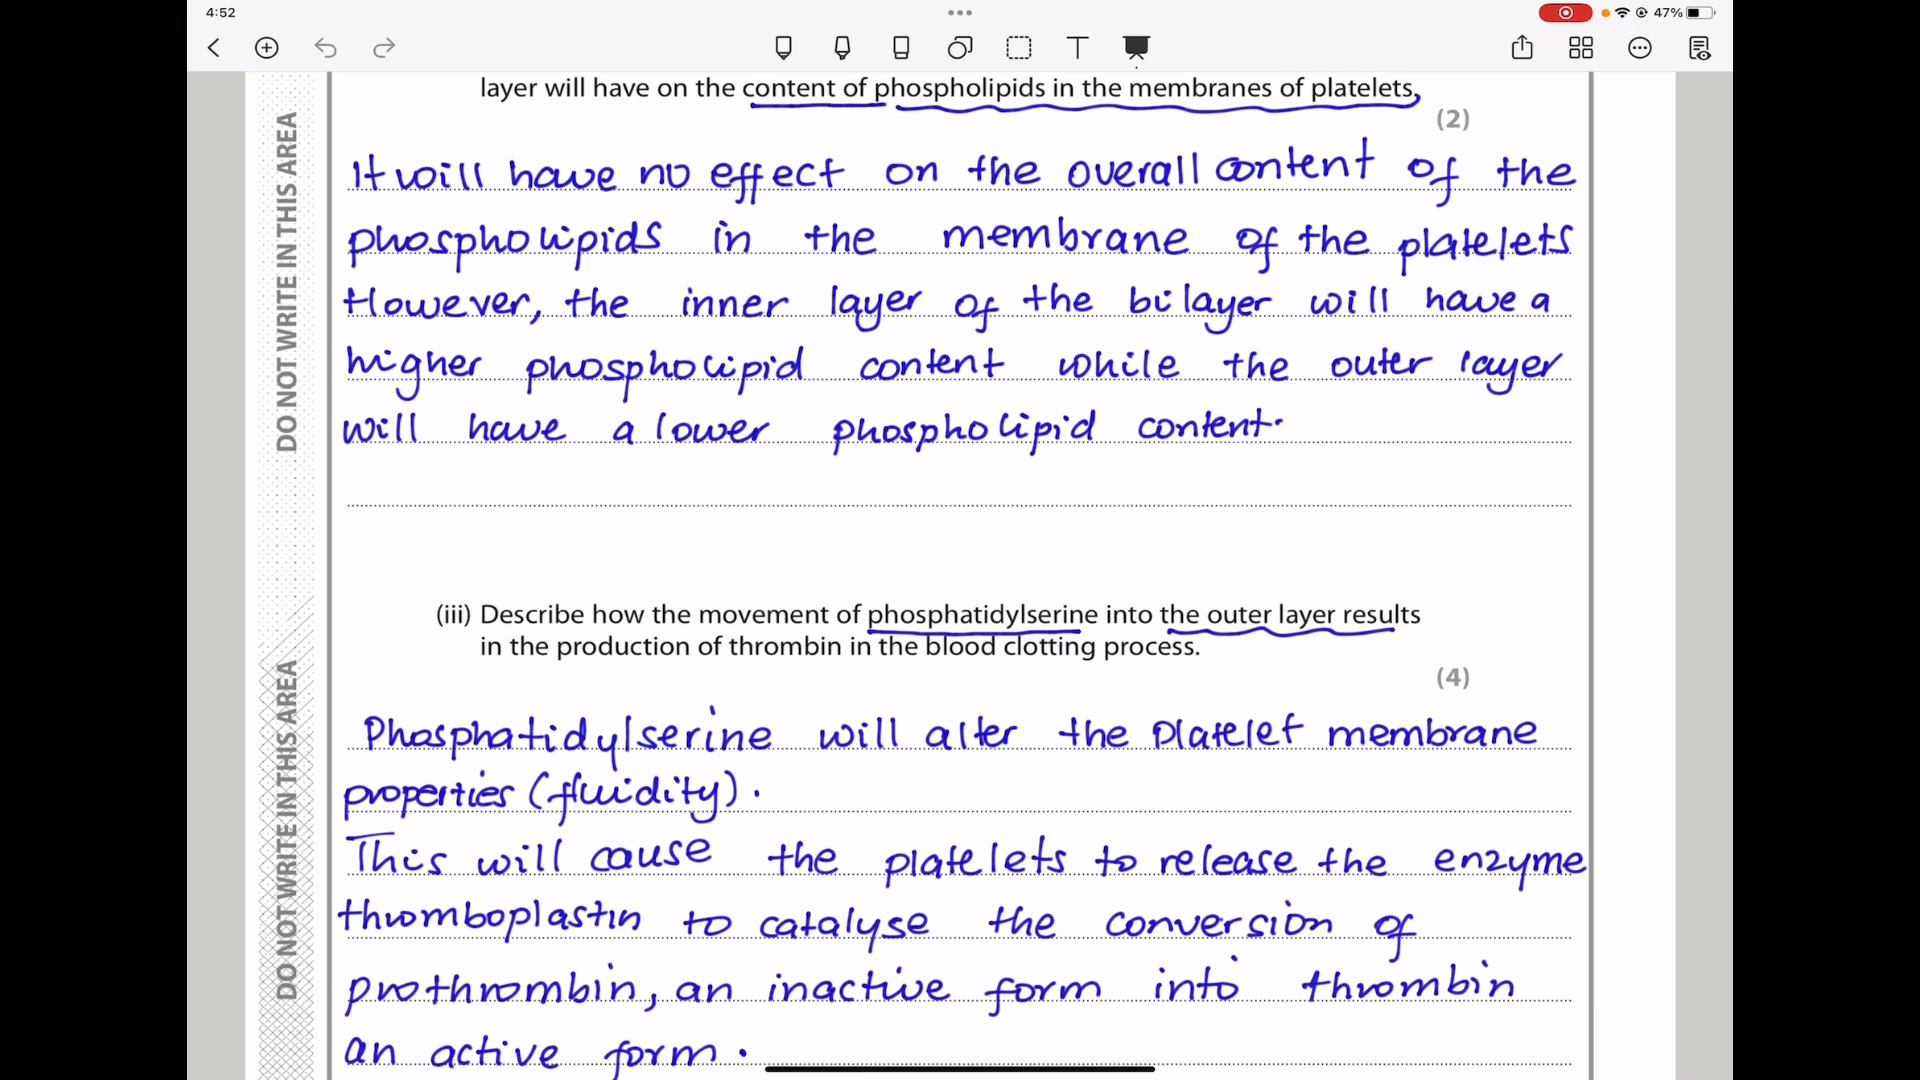 4:52
47%
layer will have on the content of phospholipids in the membranes of platelets.
(2)
It will have no effect on the overall content of the
phospholipids in the membrane of the platelets
However, the inner layer of the bilayer will have a
higher phospholipid content while the outer layer
will have a lower phospholipid content.
(iii) Describe how the movement of phosphatidylserine into the outer layer results
in the production of thrombin in the blood clotting process.
(4)
Phosphatidylserine will alter the platelet membrane
properties (fluidity).
This will cause the platelets to release the enzyme
thromboplastin to catalyse the conversion of
prothrombin, an inactive form into thrombin
an active form.
DO NOT WRITE IN THIS AREA
DO NOT WRITE IN THIS AREA